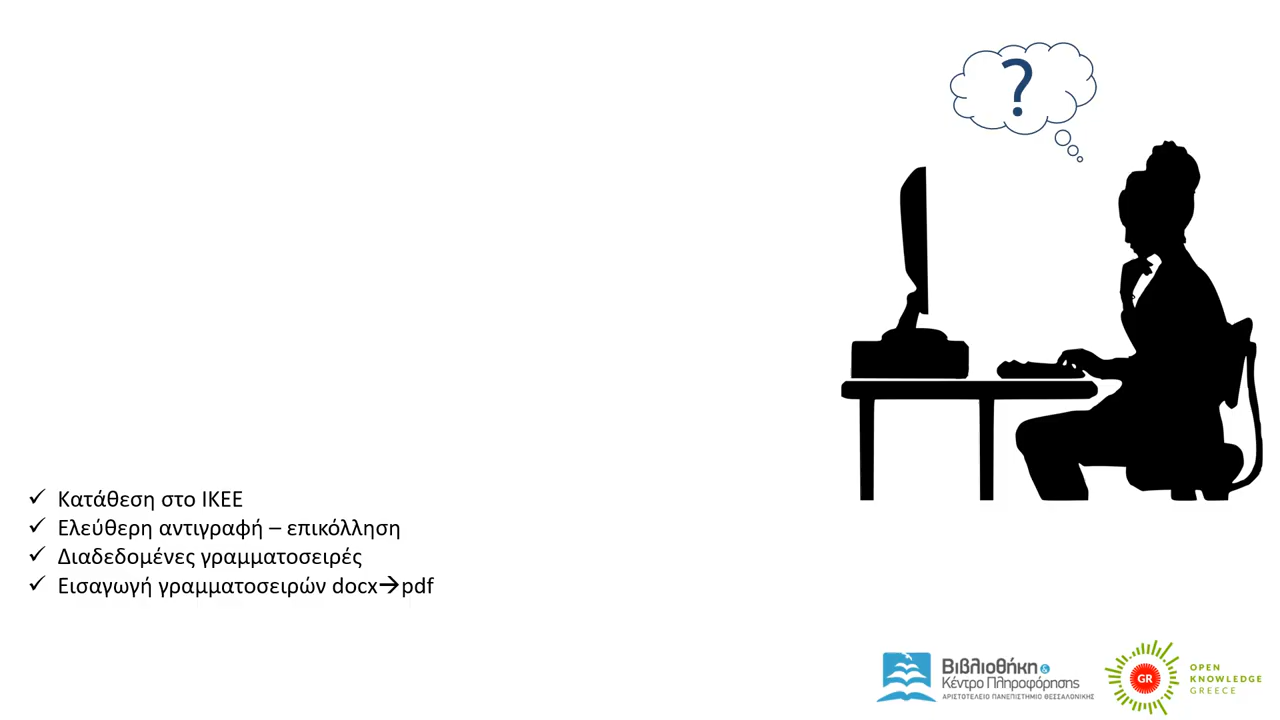 ?
✓ Κατάθεση στο ΙΚΕΕ
✓ Ελεύθερη αντιγραφή – επικόλληση
✓ Διαδεδομένες γραμματοσειρές
✓ Εισαγωγή γραμματοσειρών docx→pdf
Βιβλιοθήκη &
Κέντρο Πληροφόρησης
ΑΡΙΣΤΟΤΕΛΕΙΟ ΠΑΝΕΠΙΣΤΗΜΙΟ ΘΕΣΣΑΛΟΝΙΚΗΣ
GR
OPEN
KNOWLEDGE
GREECE